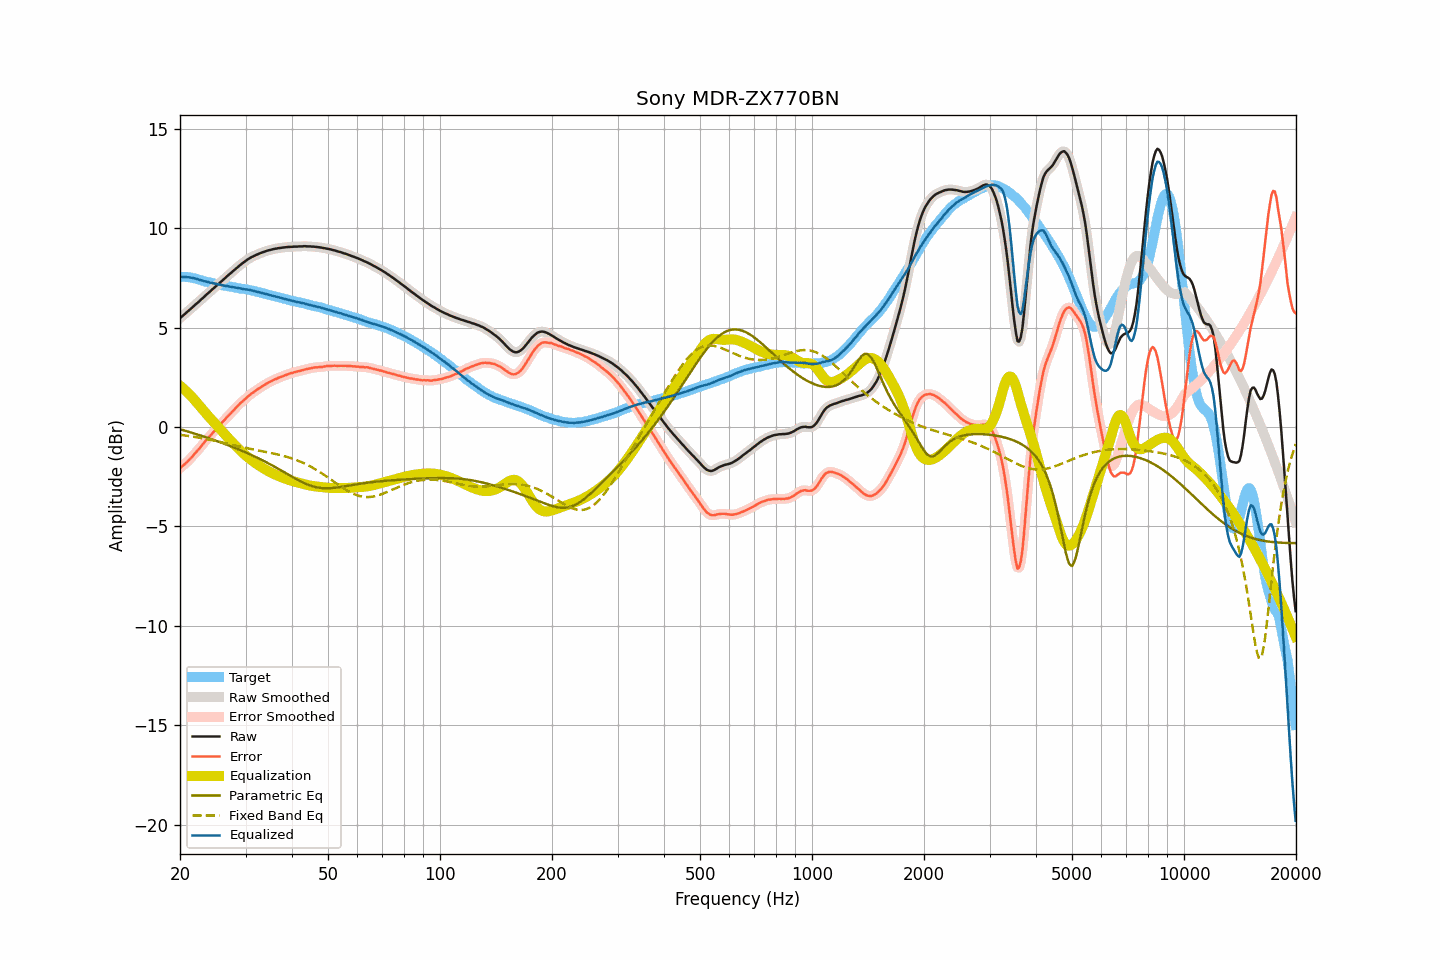 Sony MDR-ZX770BN
Amplitude (dBr)
15
10
5
0
−5
−10
−15
−20
Target
Raw Smoothed
Error Smoothed
Raw
Error
Equalization
Parametric Eq
Fixed Band Eq
Equalized
20 50 100 200 500 1000 2000 5000 10000 20000
Frequency (Hz)